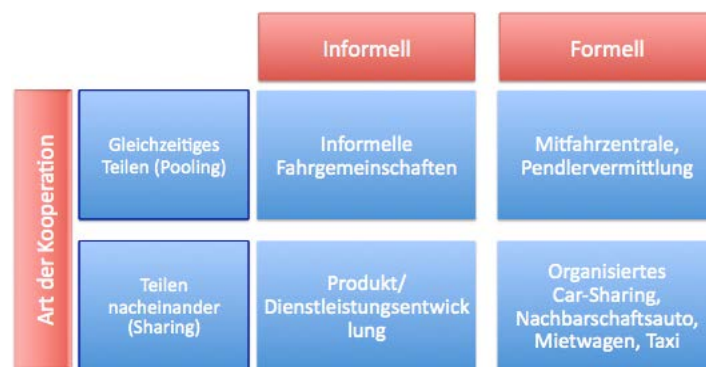 Informell
Formell
Art der Kooperation
Gleichzeitiges
Teilen (Pooling)
Informelle
Fahrgemeinschaften
Mitfahrzentrale,
Pendlervermittlung
Teilen
nacheinander
(Sharing)
Produkt/
Dienstleistungsentwick
lung
Organisiertes
Car-Sharing,
Nachbarschaftsauto,
Mietwagen, Taxi